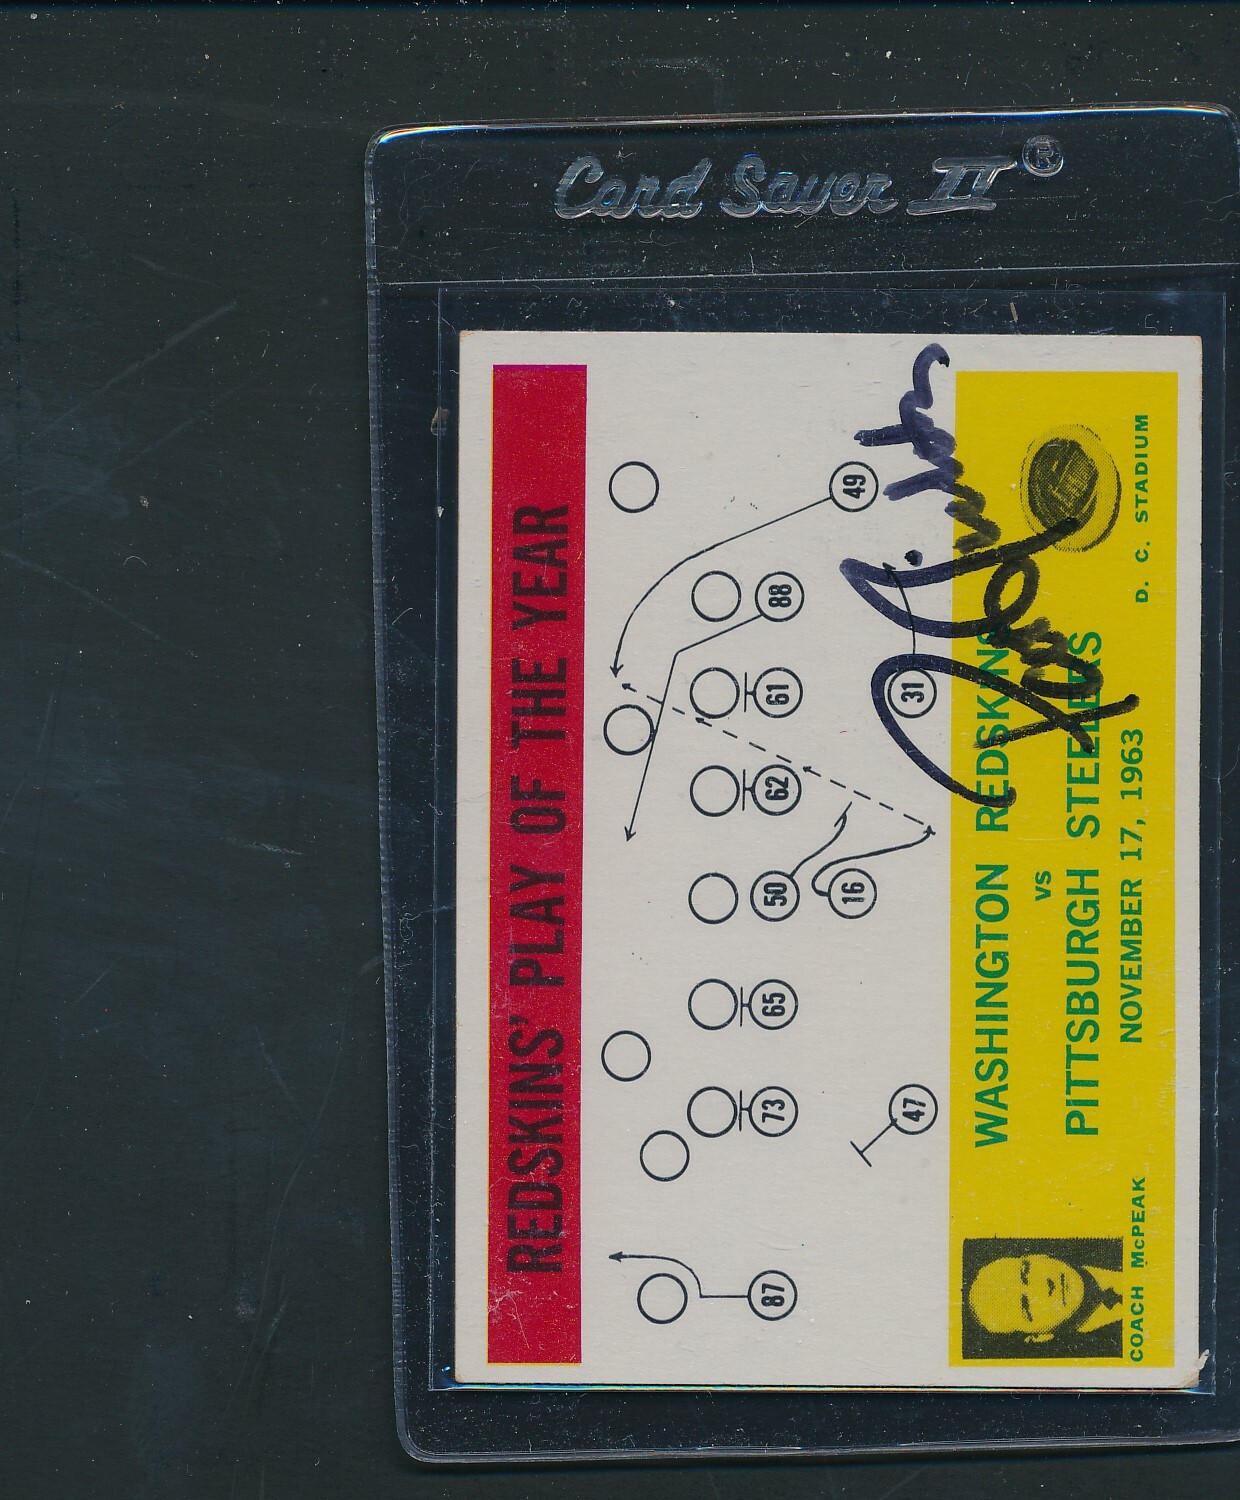 Card Saver II®
REDSKINS' PLAY OF THE YEAR
49
88
31
61
62
50
16
65
73
47
87
WASHINGTON REDSKINS
vs
PITTSBURGH STEELERS
NOVEMBER 17, 1963
D. C. STADIUM
COACH McPEAK